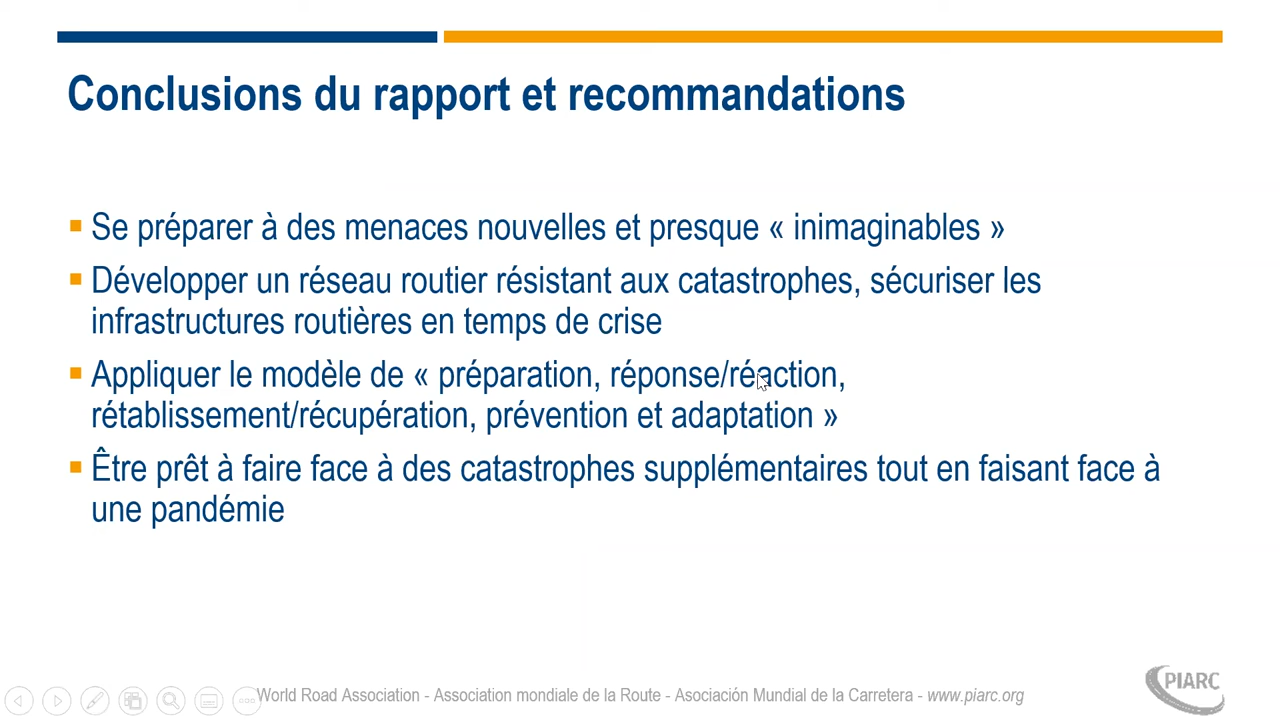 Conclusions du rapport et recommandations
Se préparer à des menaces nouvelles et presque « inimaginables »
Développer un réseau routier résistant aux catastrophes, sécuriser les
infrastructures routières en temps de crise
Appliquer le modèle de « préparation, réponse/réaction,
rétablissement/récupération, prévention et adaptation »
Être prêt à faire face à des catastrophes supplémentaires tout en faisant face à
une pandémie
World Road Association - Association mondiale de la Route - Asociación Mundial de la Carretera - www.piarc.org
PIARC